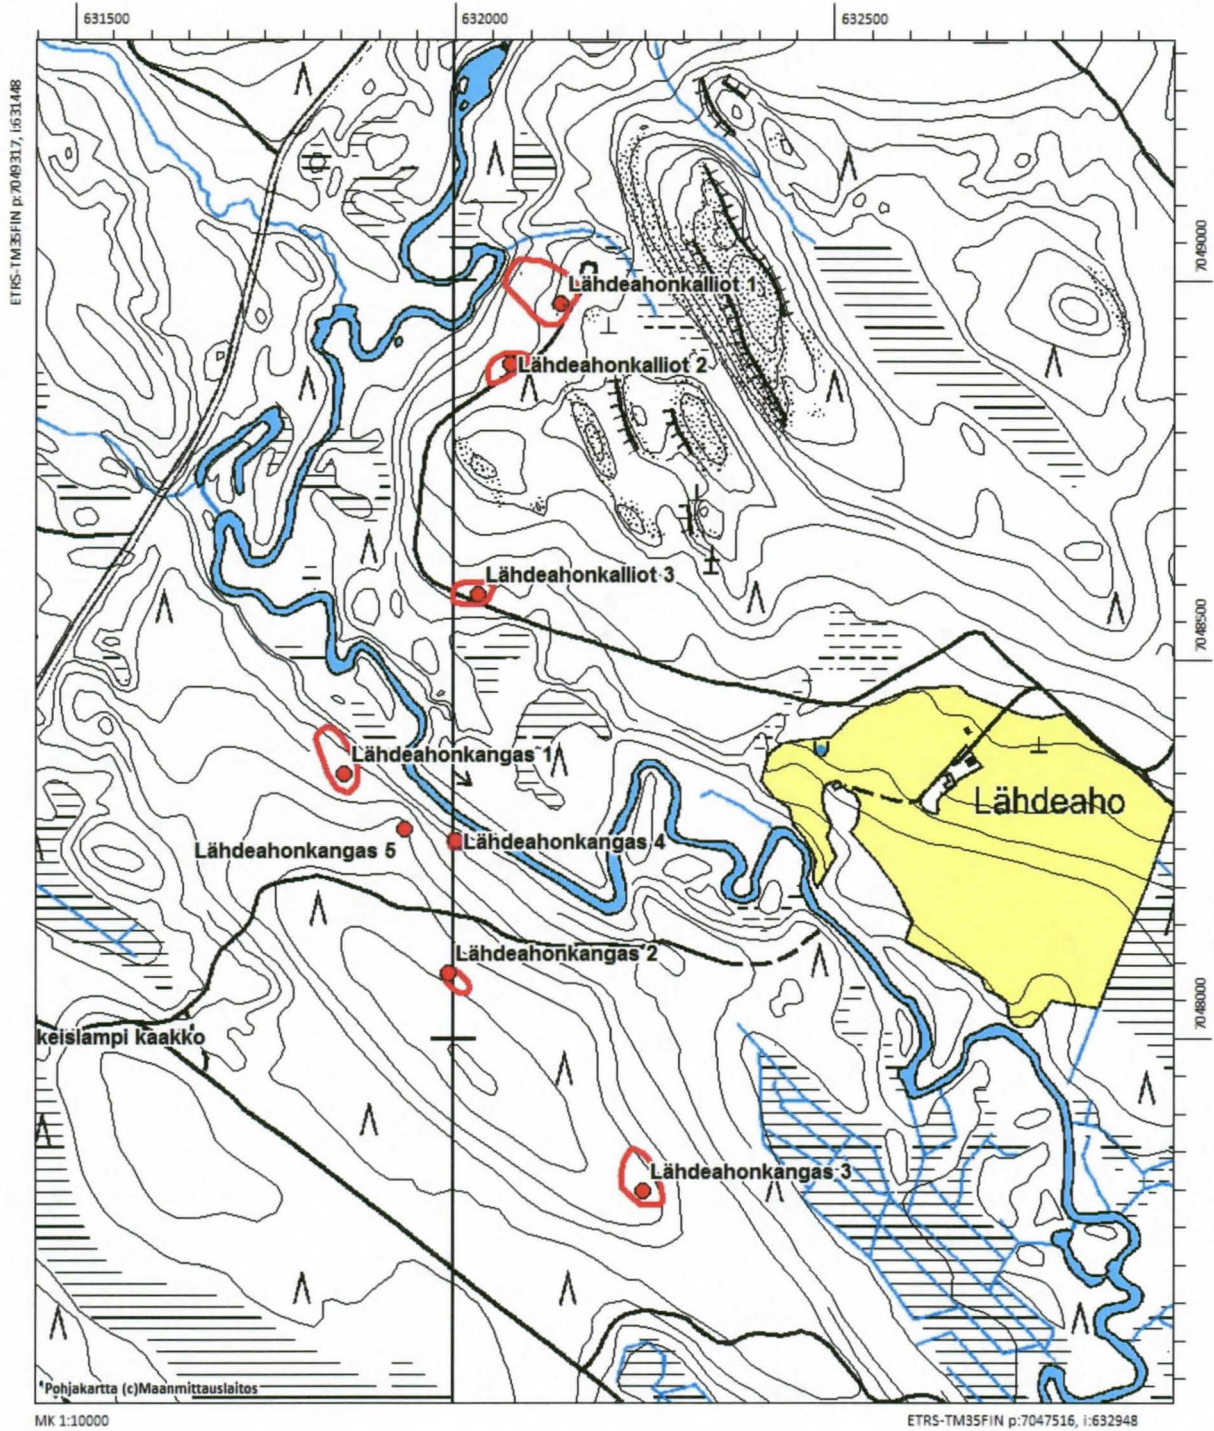 631500
632000
632500
ETRS-TM35FIN p:7049317, i:631448
7049000
Lähdeahonkalliot 1
Lähdeahonkalliot 2
Lähdeahonkalliot 3
7048500
Lähdeahonkangas 1
Lähdeaho
Lähdeahonkangas 4
Lähdeahonkangas 5
Lähdeahonkangas 2
7048000
keislampi kaakko
Lähdeahonkangas 3
Pohjakartta (c)Maanmittauslaitos
MK 1:10000
ETRS-TM35FIN p:7047516, i:632948